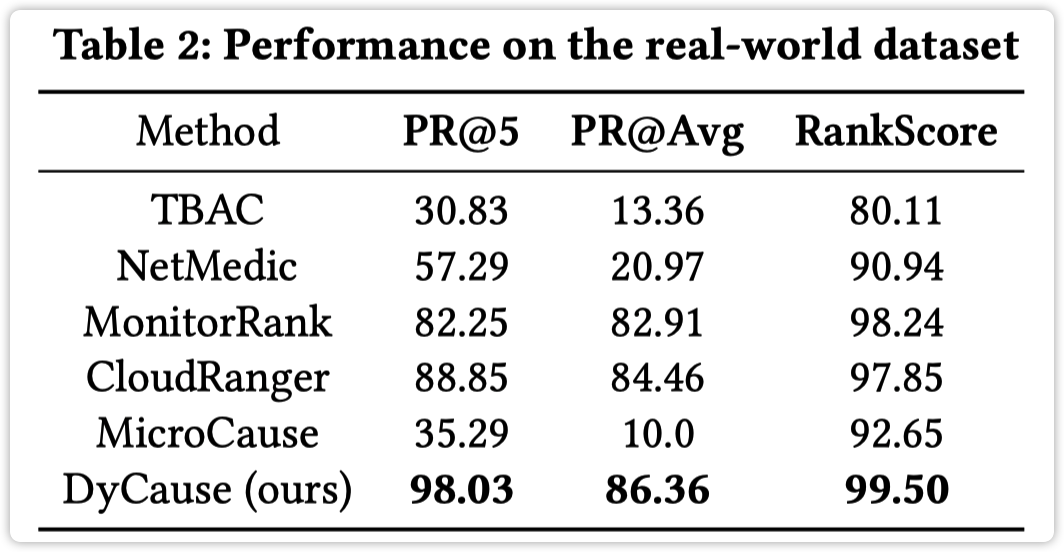 Table 2: Performance on the real-world dataset
Method PR@5 PR@Avg RankScore
TBAC 30.83 13.36 80.11
NetMedic 57.29 20.97 90.94
MonitorRank 82.25 82.91 98.24
CloudRanger 88.85 84.46 97.85
MicroCause 35.29 10.0 92.65
DyCause (ours) 98.03 86.36 99.50